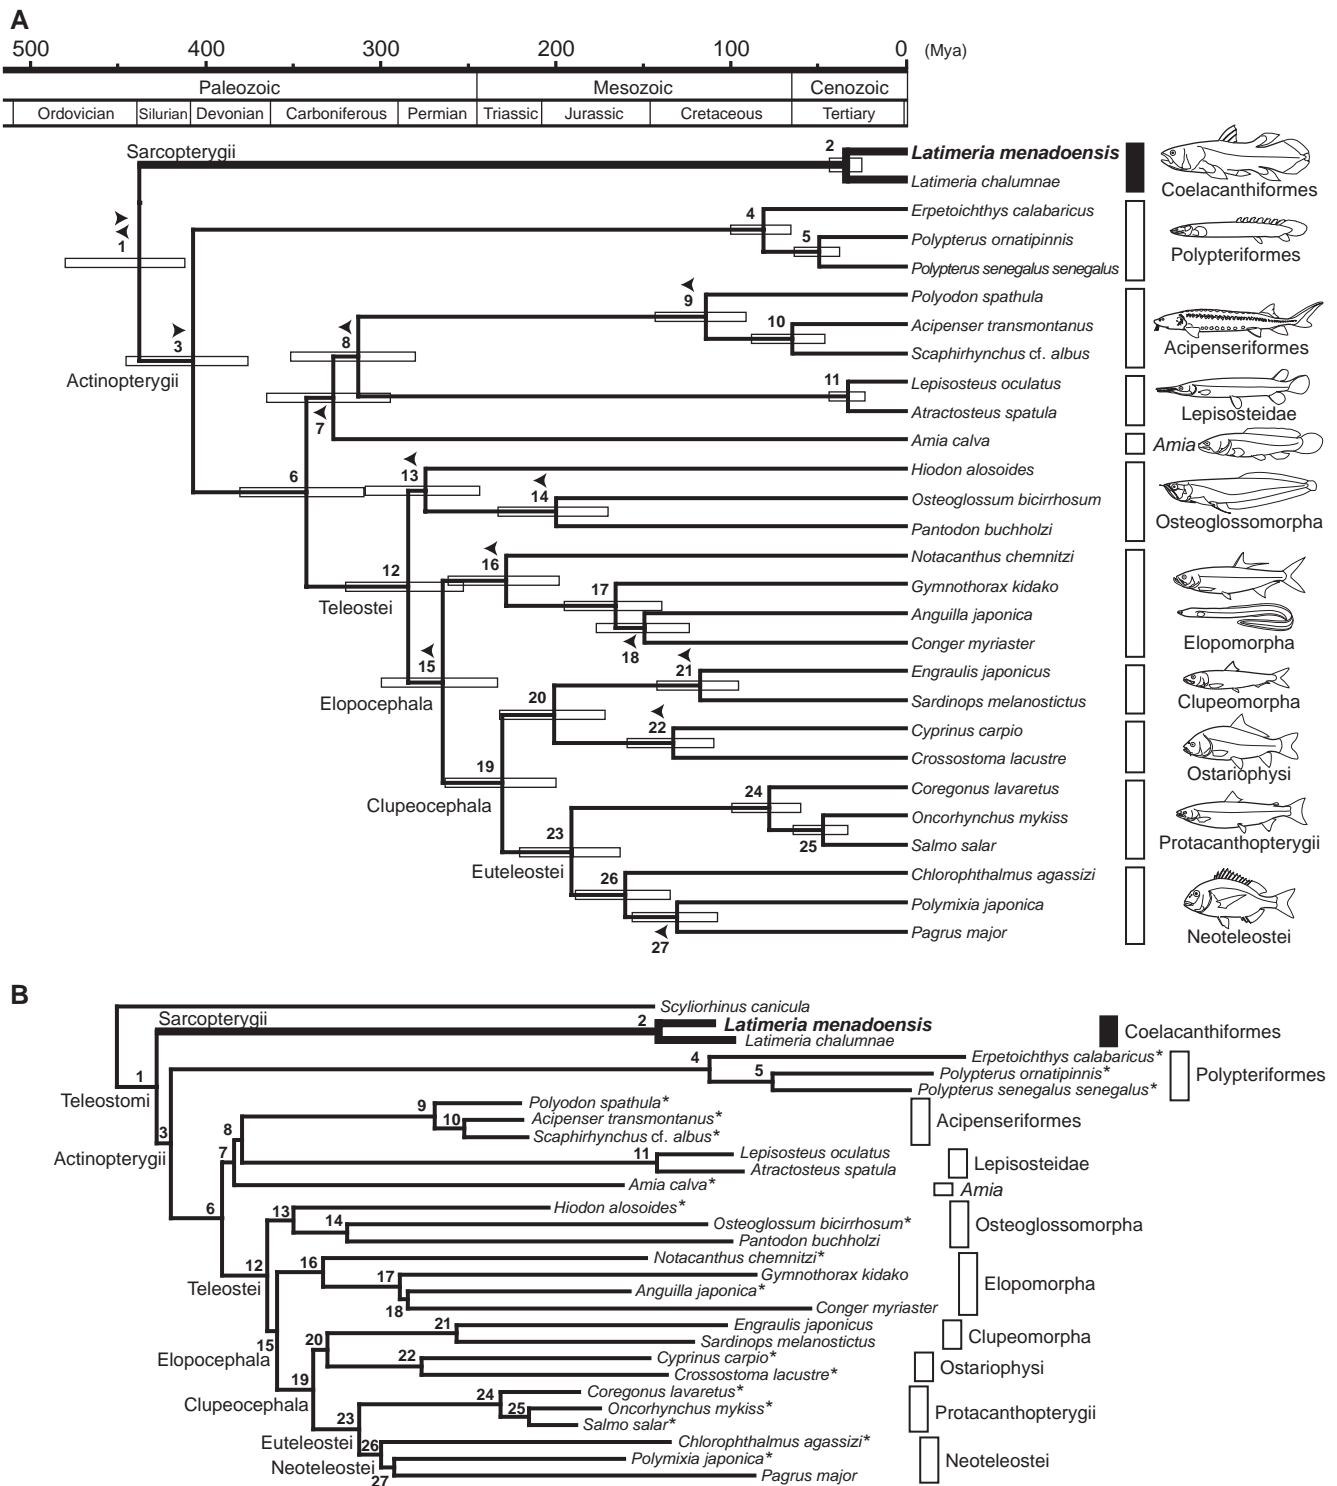 A
500 400 300 200 100 0 (Mya)
Paleozoic Mesozoic Cenozoic
Ordovician Silurian Devonian Carboniferous Permian Triassic Jurassic Cretaceous Tertiary
Sarcopterygii
2
Latimeria menadoensis
Latimeria chalumnae
Coelacanthiformes
1
4
Erpetoichthys calabaricus
5
Polypterus ornatipinnis
Polypterus senegalus senegalus
Polypteriformes
3
Actinopterygii
9
Polyodon spathula
8
10
Acipenser transmontanus
Scaphirhynchus cf. albus
Acipenseriformes
11
Lepisosteus oculatus
Atractosteus spatula
Lepisosteidae
7
Amia calva
Amia
6
13
Hiodon alosoides
14
Osteoglossum bicirrhosum
Pantodon buchholzi
Osteoglossomorpha
12
Teleostei
16
Notacanthus chemnitzi
17
Gymnothorax kidako
Anguilla japonica
18
Conger myriaster
Elopomorpha
15
Elopocephala
21
Engraulis japonicus
20
Sardinops melanostictus
Clupeomorpha
22
Cyprinus carpio
Crossostoma lacustre
Ostariophysi
19
Clupeocephala
24
Coregonus lavaretus
Oncorhynchus mykiss
25
Salmo salar
Protacanthopterygii
23
Euteleostei
26
Chlorophthalmus agassizi
Polymixia japonica
27
Pagrus major
Neoteleostei
B
Scyliorhinus canicula
Sarcopterygii
2
Latimeria menadoensis
Latimeria chalumnae
Coelacanthiformes
4
Erpetoichthys calabaricus*
5
Polypterus ornatipinnis*
Polypterus senegalus senegalus*
Polypteriformes
1
Teleostomi
9
Polyodon spathula*
10
Acipenser transmontanus*
Scaphirhynchus cf. albus*
Acipenseriformes
3
Actinopterygii
8
7
11
Lepisosteus oculatus
Atractosteus spatula
Lepisosteidae
Amia calva*
Amia
6
13
Hiodon alosoides*
14
Osteoglossum bicirrhosum*
Pantodon buchholzi
Osteoglossomorpha
12
Teleostei
16
Notacanthus chemnitzi*
17
Gymnothorax kidako
Anguilla japonica*
18
Conger myriaster
Elopomorpha
15
Elopocephala
20
21
Engraulis japonicus
Sardinops melanostictus
Clupeomorpha
22
Cyprinus carpio*
Crossostoma lacustre*
Ostariophysi
19
Clupeocephala
24
Coregonus lavaretus*
25
Oncorhynchus mykiss*
Salmo salar*
Protacanthopterygii
23
Euteleostei
26
Chlorophthalmus agassizi*
Neoteleostei
Polymixia japonica*
27
Pagrus major
Neoteleostei